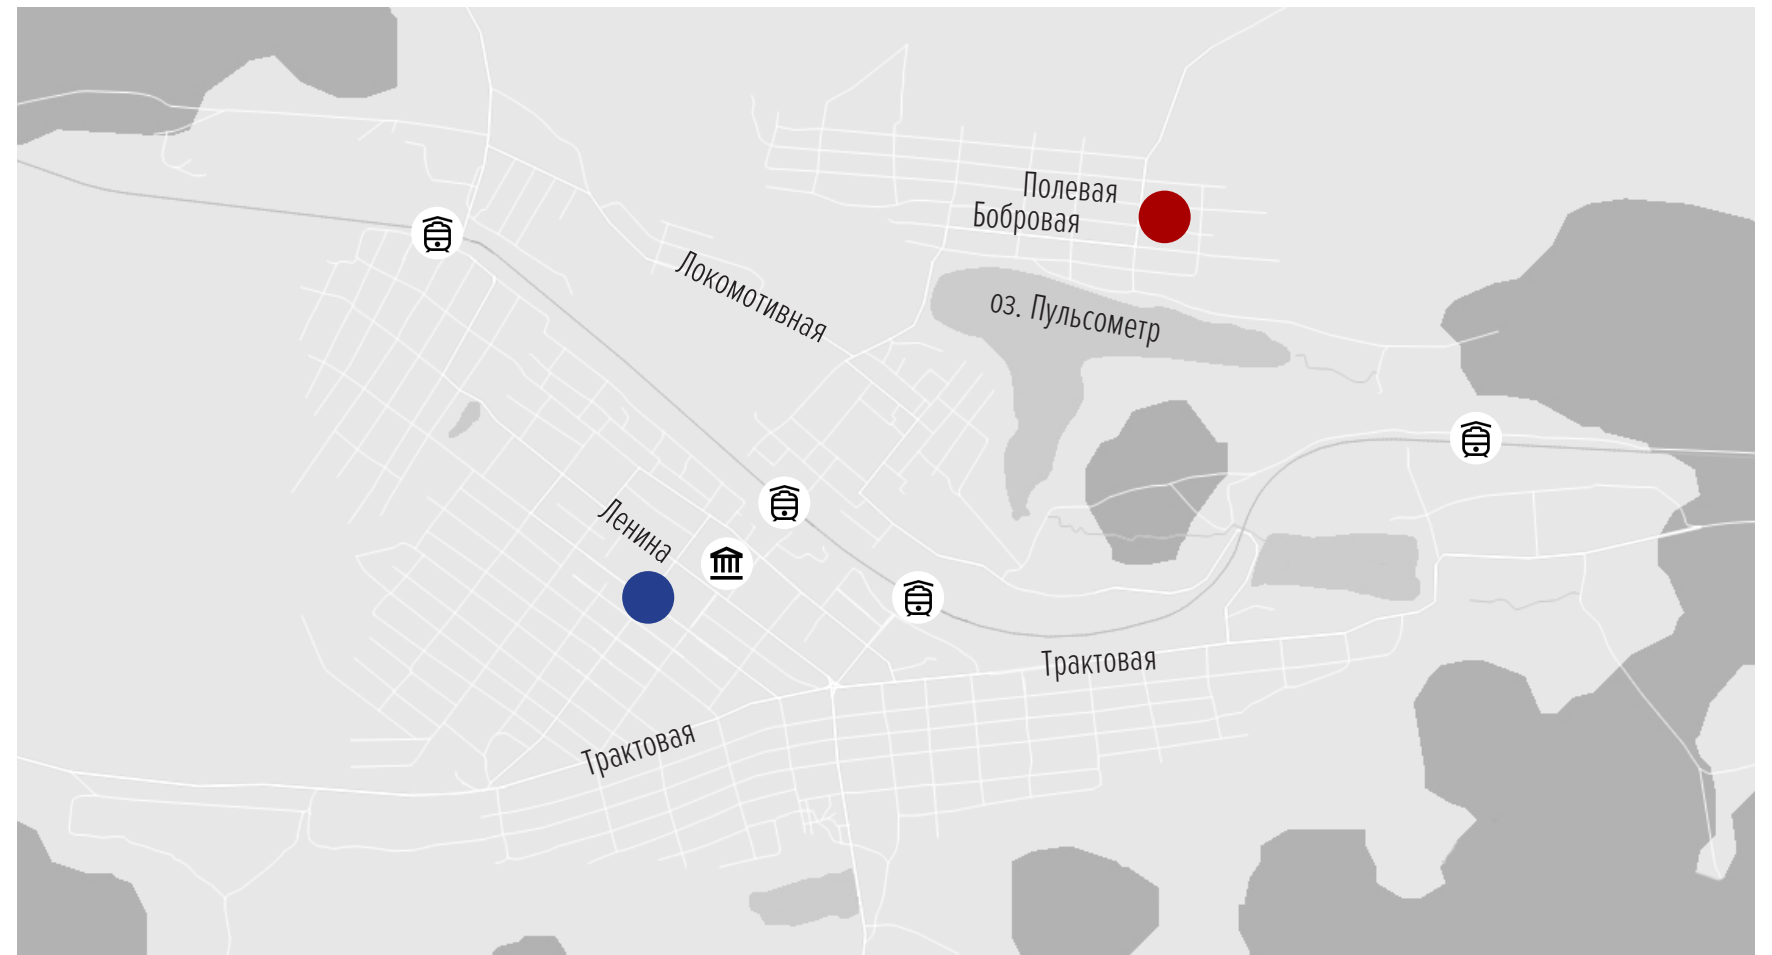 Полевая
Бобровая
Локомотивная
оз. Пульсометр
Ленина
Трактовая
Трактовая